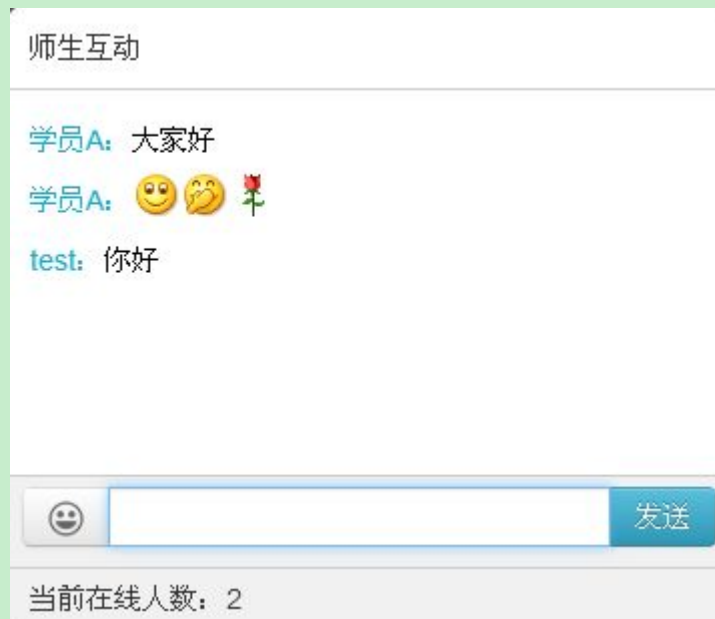 师生互动
学员A：大家好
学员A：
test：你好
发送
当前在线人数：2